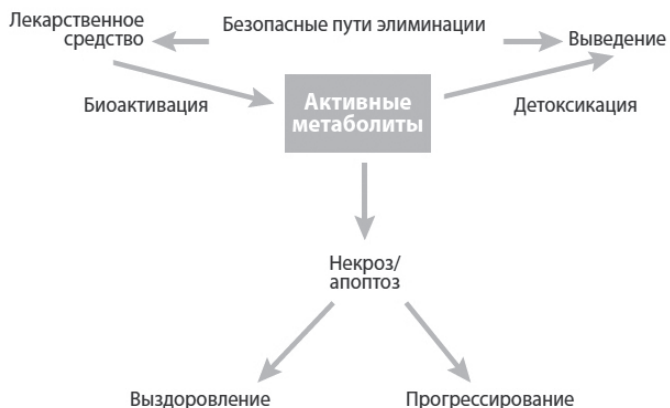 Лекарственное
средство
Безопасные пути элиминации
Выведение
Биоактивация
Активные
метаболиты
Детоксикация
Некроз/
апоптоз
Выздоровление
Прогрессирование